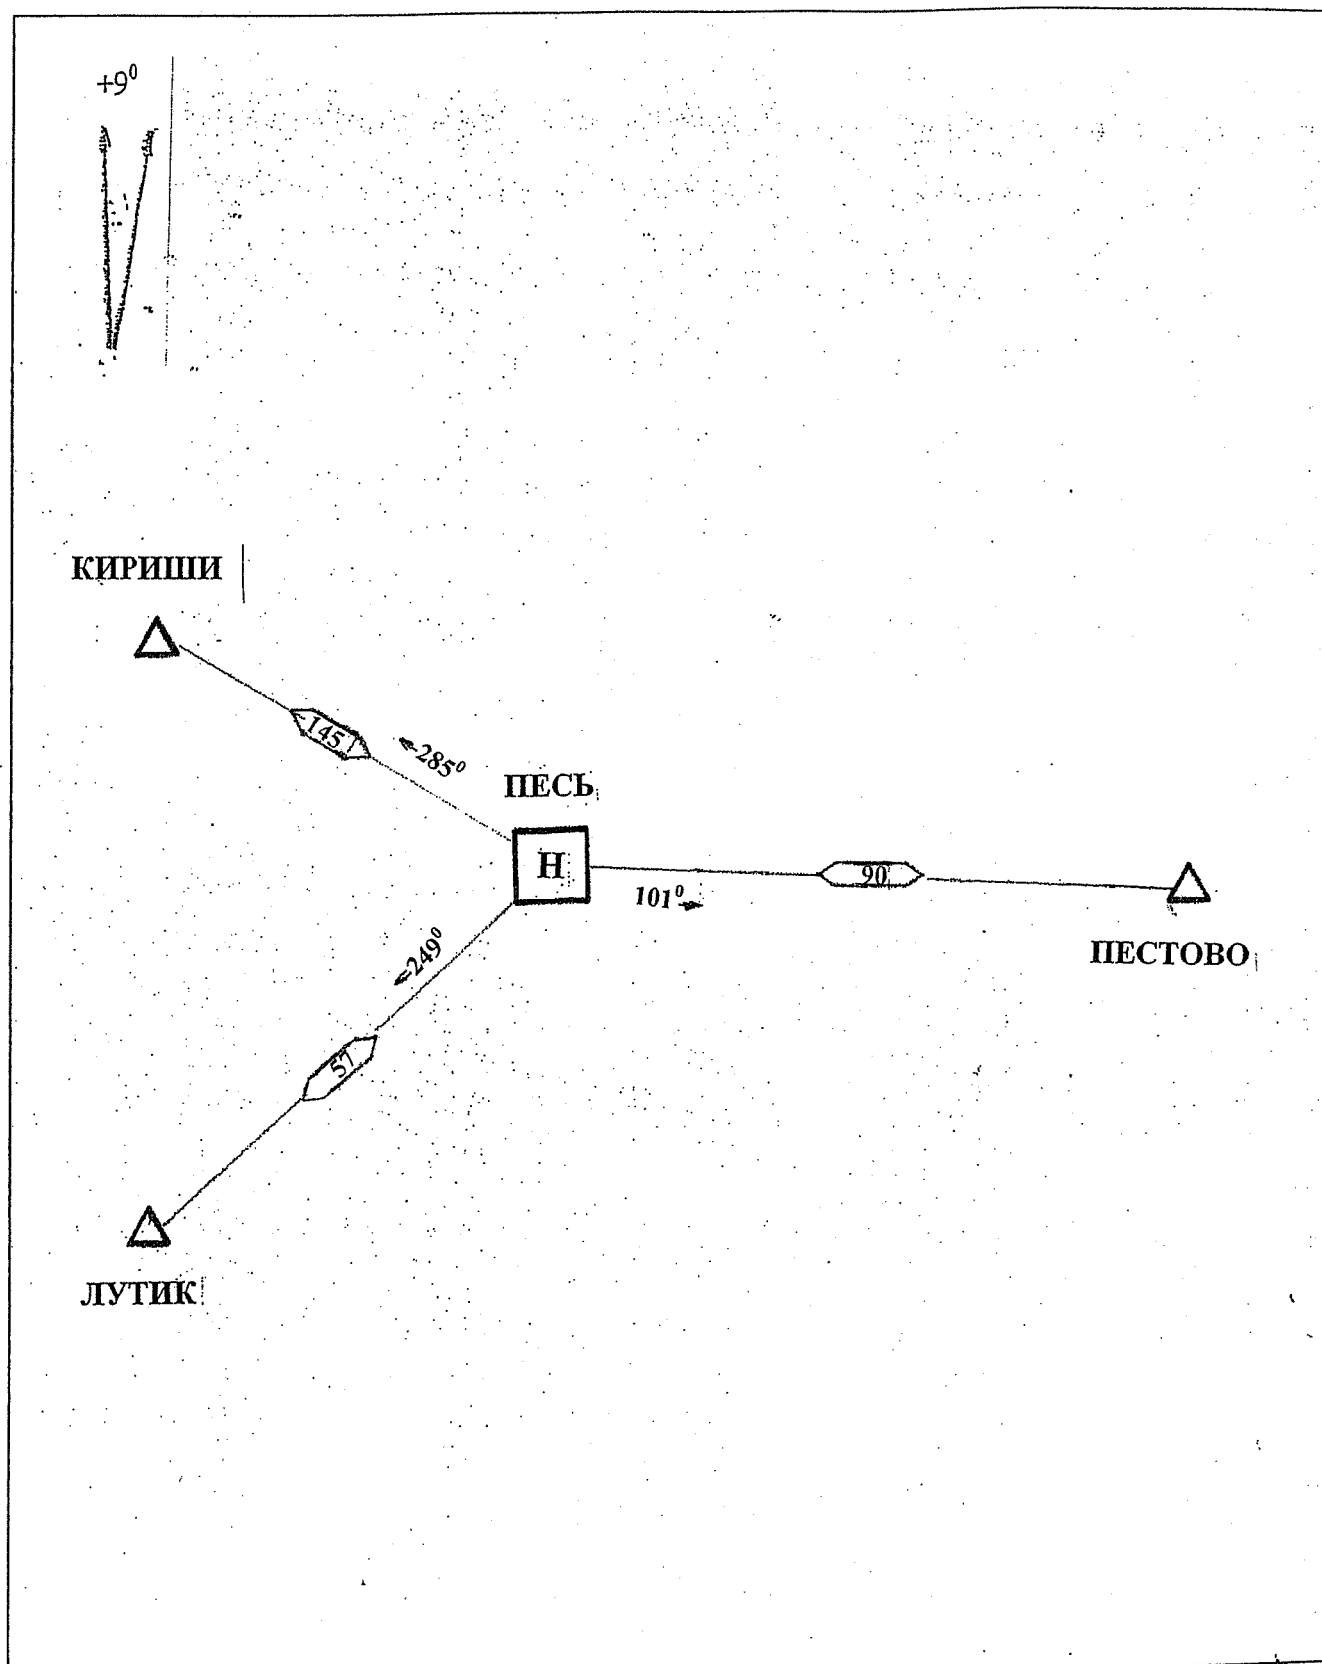 +9⁰
КИРИШИ
145
285⁰
ПЕСЬ
Н
90
101⁰
ПЕСТОВО
249⁰
57
ЛУТИК